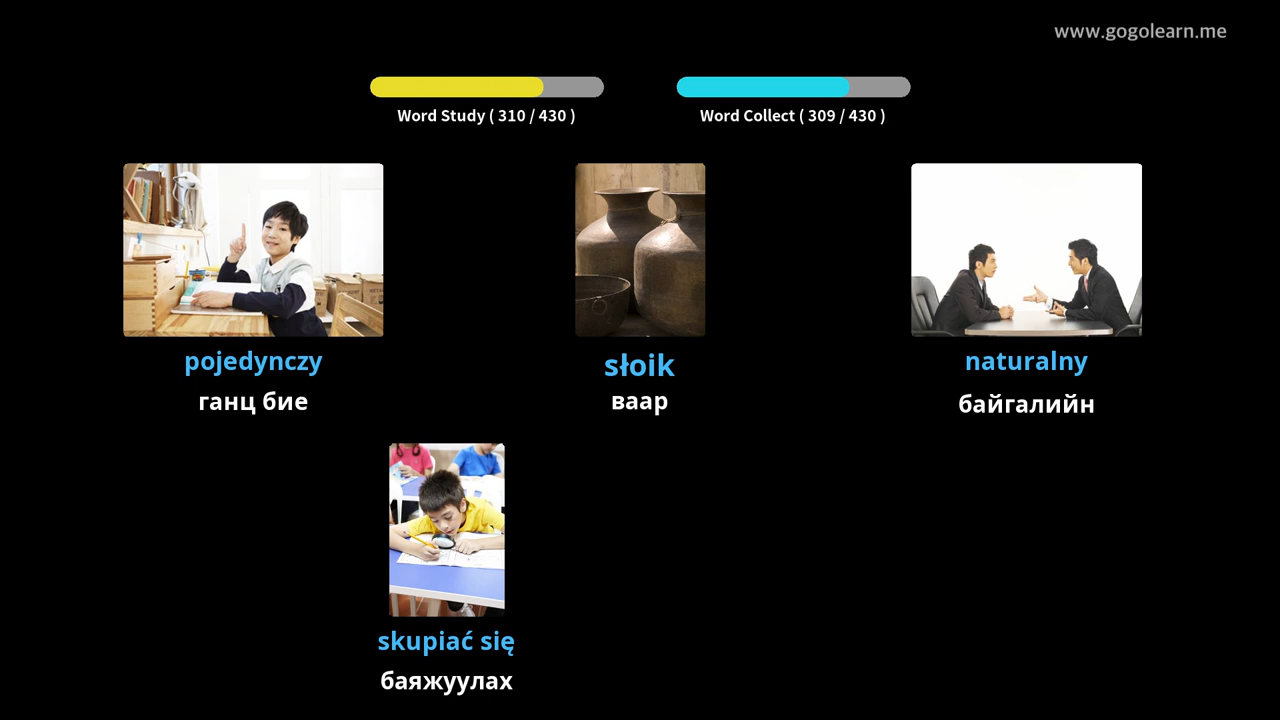 www.gogolearn.me
Word Study ( 310 / 430 )
Word Collect ( 309 / 430 )
pojedynczy
ганц бие
słoik
ваар
naturalny
байгалийн
skupiać się
баяжуулах